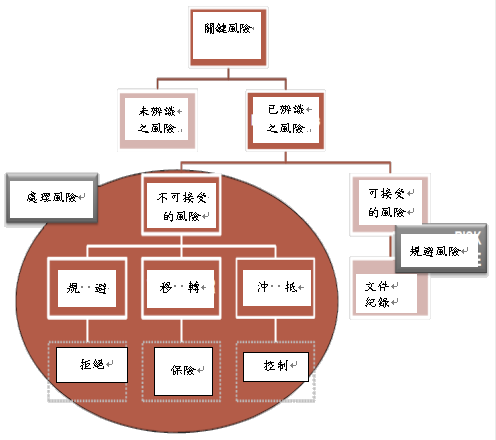 關鍵風險
未辨識
之風險
已辨識
之風險
處理風險
不可接受
的風險
可接受
的風險
規避風險
規 避
移 轉
沖 抵
文件
紀錄
拒絕
保險
控制